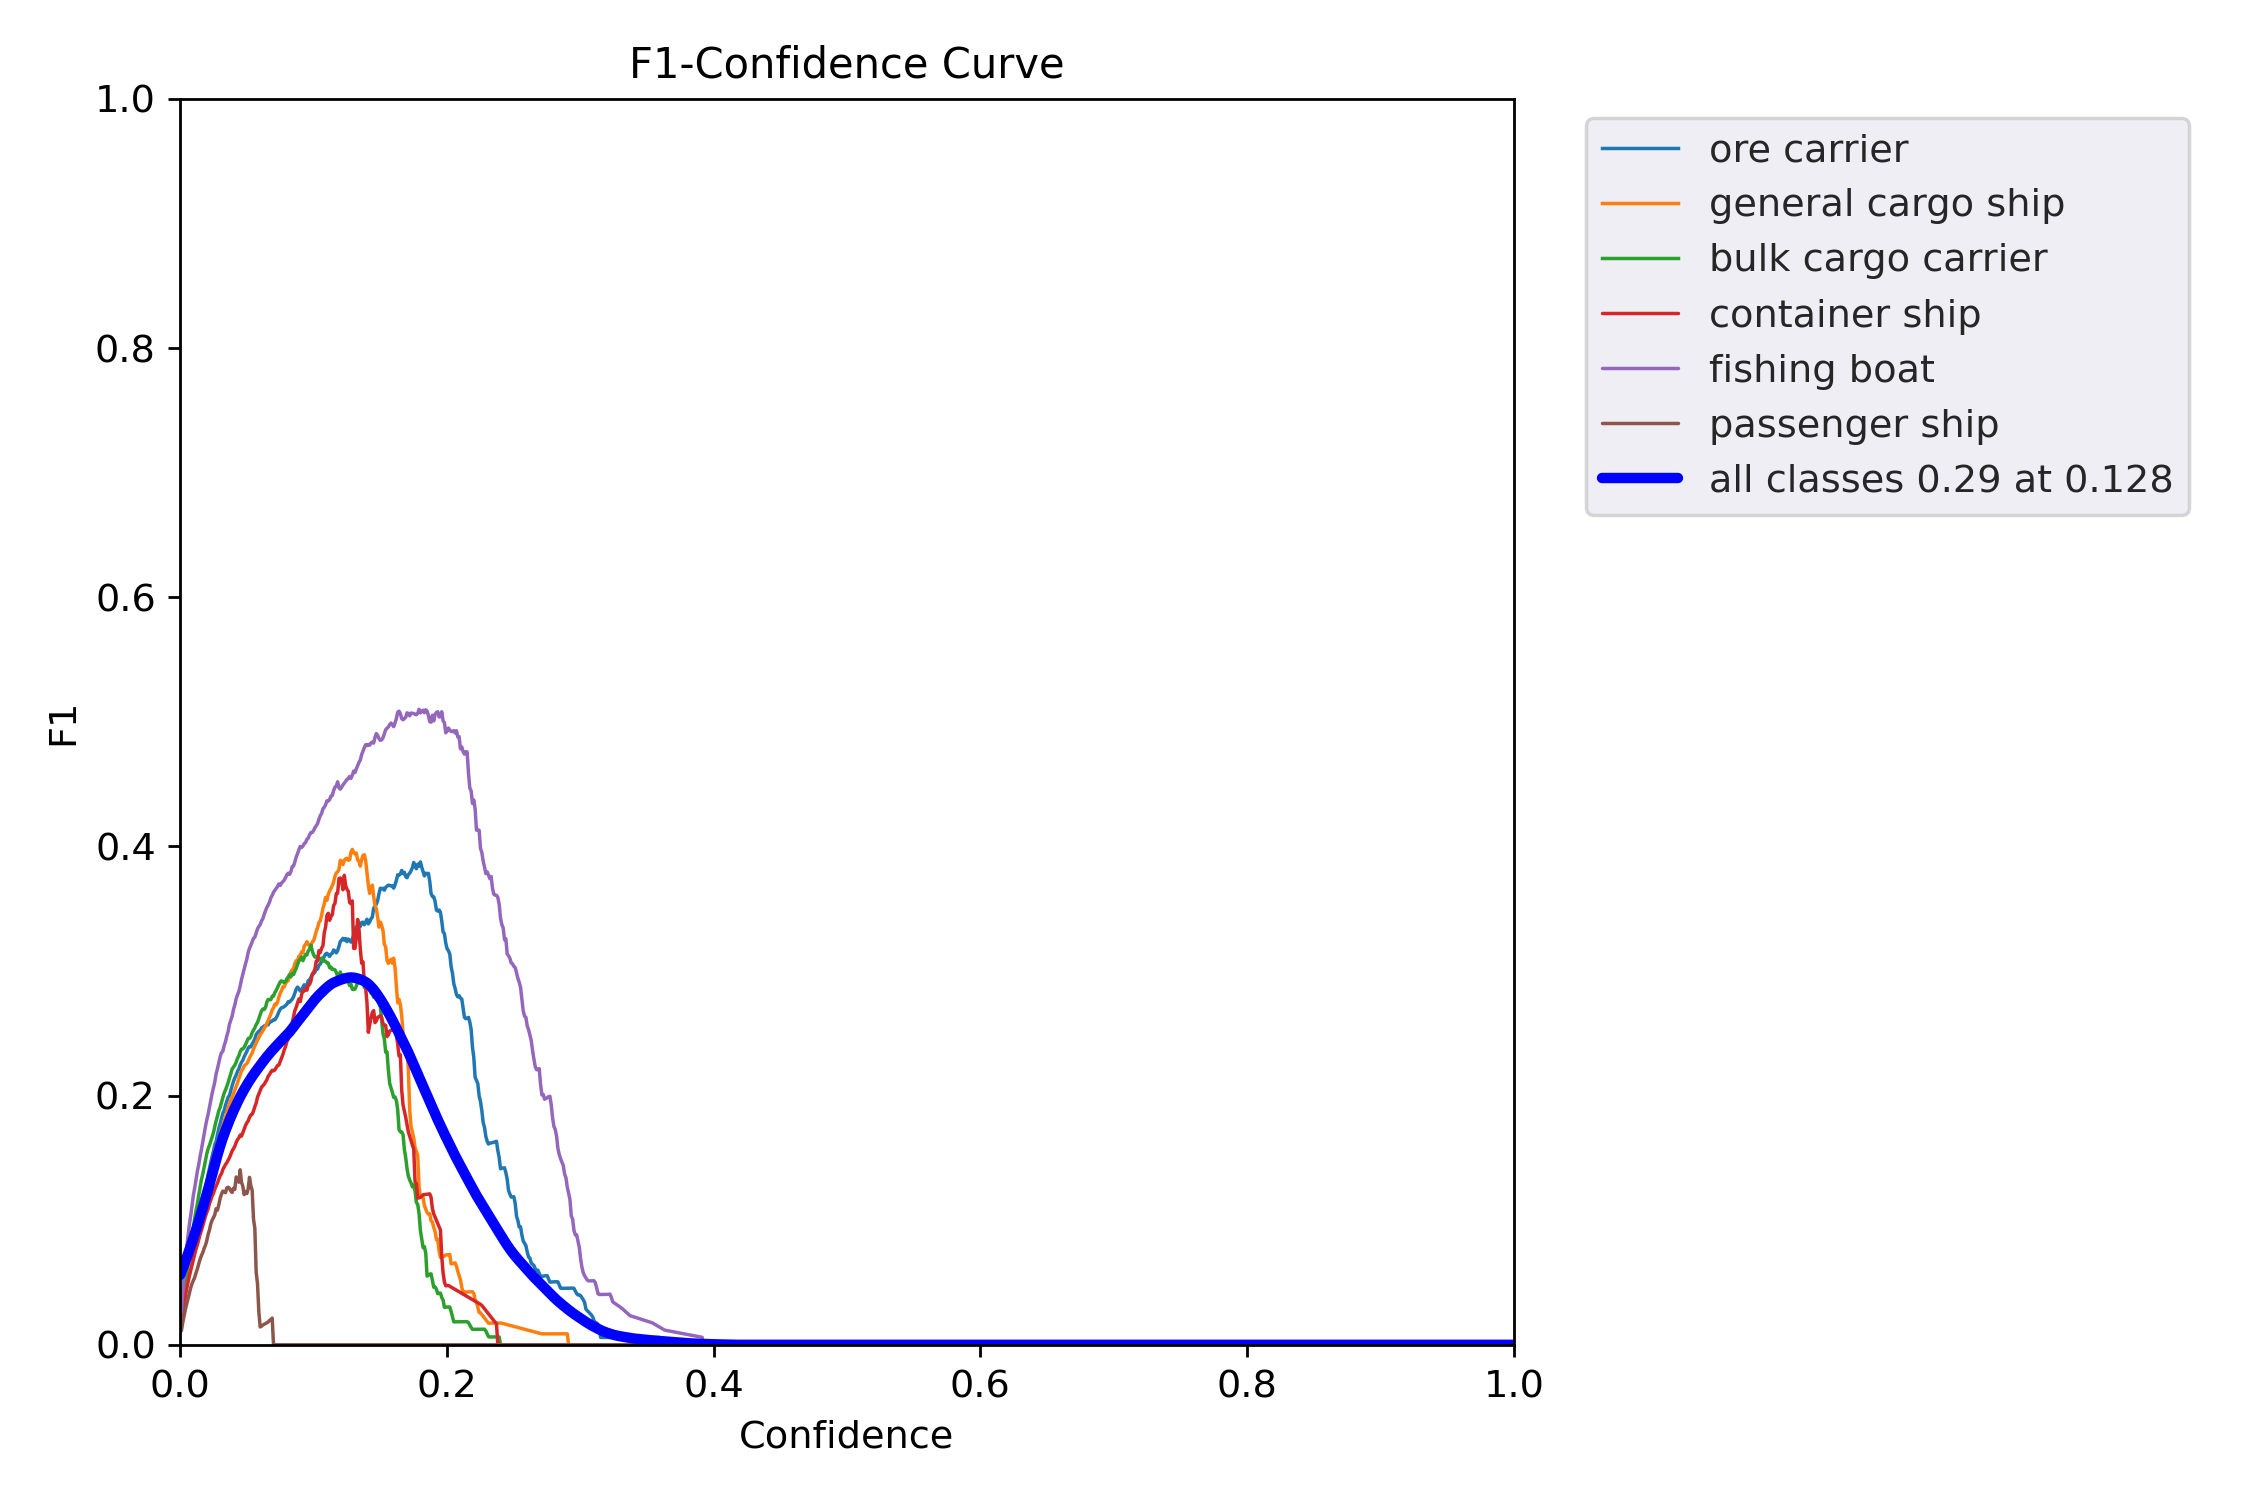 F1-Confidence Curve
1.0
0.8
0.6
0.4
0.2
0.0
F1
0.0 0.2 0.4 0.6 0.8 1.0
Confidence
ore carrier
general cargo ship
bulk cargo carrier
container ship
fishing boat
passenger ship
all classes 0.29 at 0.128